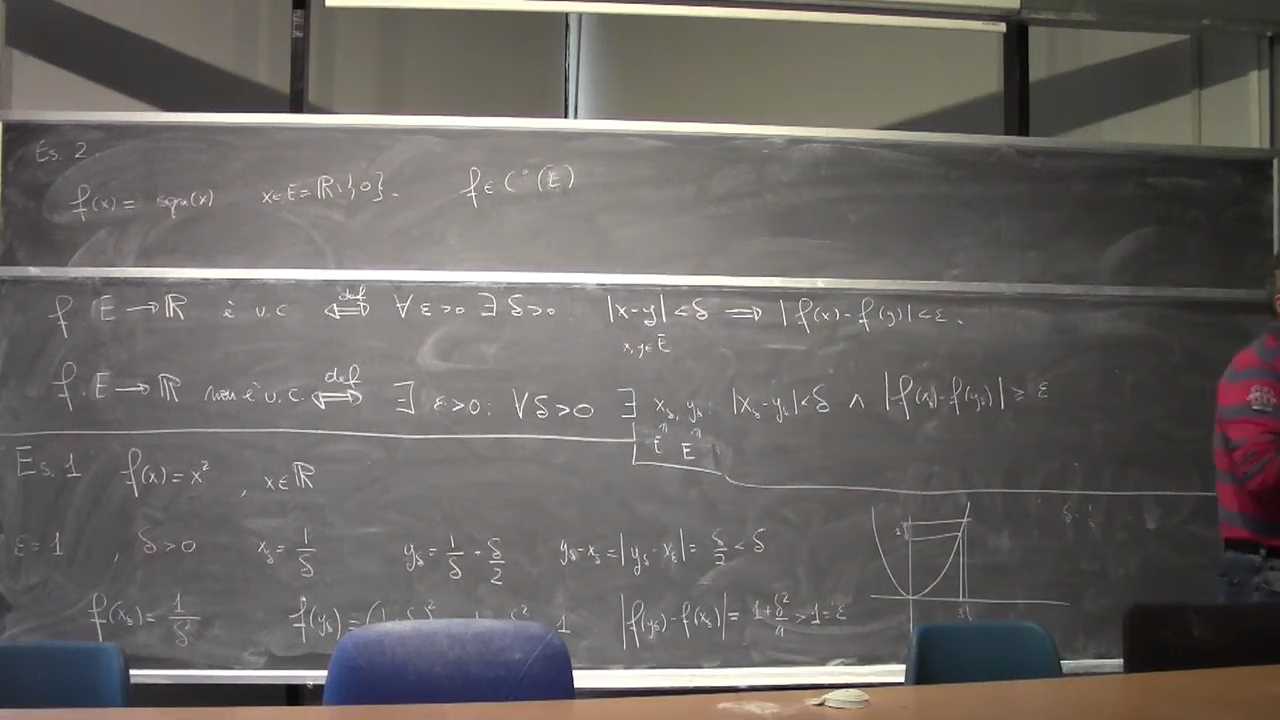 Es. 2.
f(x) = sgn(x) x ∈ E = ℝ \ {0}. f ∈ C°(E)
f: E → ℝ è u.c. ⟺(def) ∀ ε > 0 ∃ δ > 0: |x-y| < δ ⟹ |f(x) - f(y)| < ε.
x, y ∈ E
f: E → ℝ non è u.c. ⟺(def) ∃ ε > 0: ∀ δ > 0 ∃ x_δ, y_δ: |x_δ - y_δ| < δ ∧ |f(x_δ) - f(y_δ)| ≥ ε
E E
Es. 1 f(x) = x², x ∈ ℝ
ε = 1, δ > 0 x_δ = 1/δ y_δ = 1/δ + δ/2 y_δ - x_δ = |y_δ - x_δ| = δ/2 < δ
f(x_δ) = 1/δ² f(y_δ) = ( 1 |f(y_δ) - f(x_δ)| = 1 + δ²/4 > 1 = ε